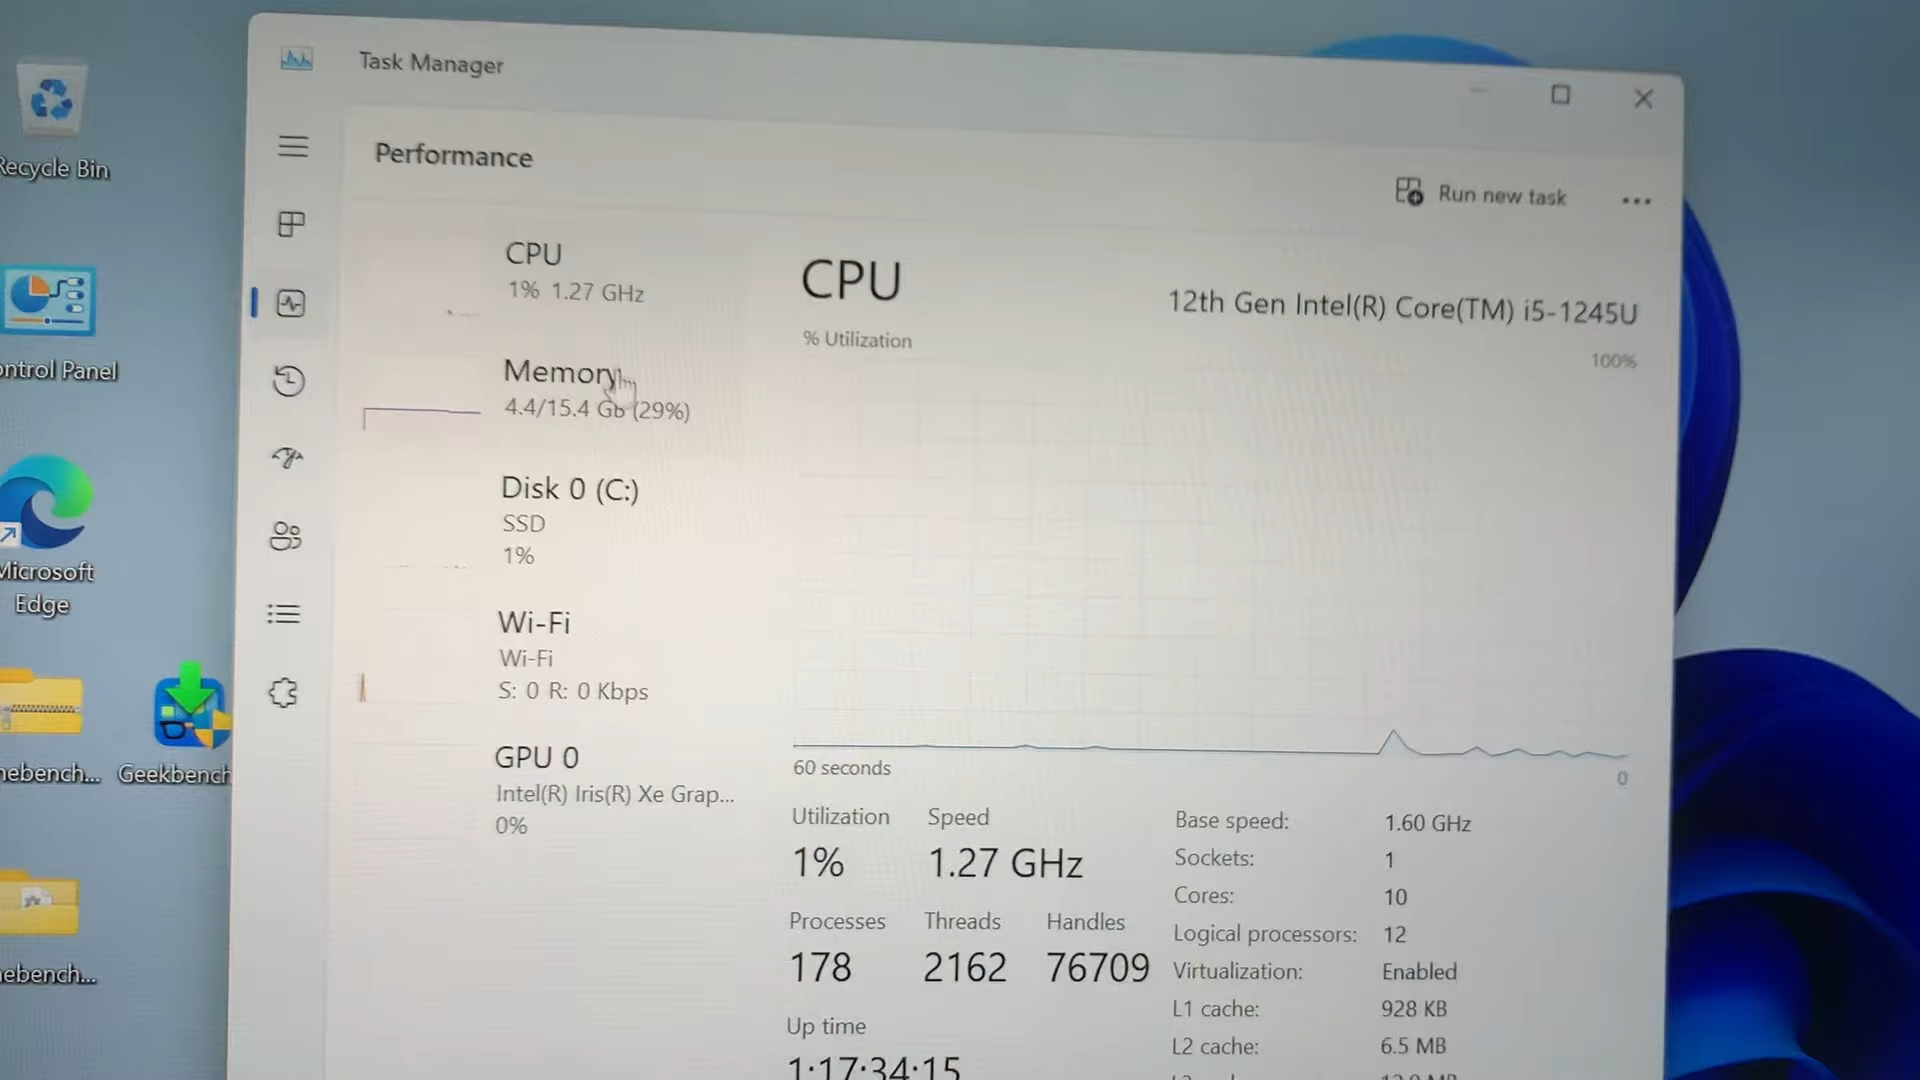 Task Manager
Recycle Bin
Performance
Run new task
CPU
1% 1.27 GHz
CPU
12th Gen Intel(R) Core(TM) i5-1245U
% Utilization
100%
Memory
4.4/15.4 GB (29%)
ontrol Panel
Disk 0 (C:)
SSD
1%
Microsoft
Edge
Wi-Fi
Wi-Fi
S: 0 R: 0 Kbps
nebench...
Geekbench
GPU 0
Intel(R) Iris(R) Xe Grap...
0%
60 seconds
0
Utilization
1%
Speed
1.27 GHz
Processes
178
Threads
2162
Handles
76709
Up time
1:17:34:15
Base speed:
1.60 GHz
Sockets:
1
Cores:
10
Logical processors:
12
Virtualization:
Enabled
L1 cache:
928 KB
L2 cache:
6.5 MB
nebench...